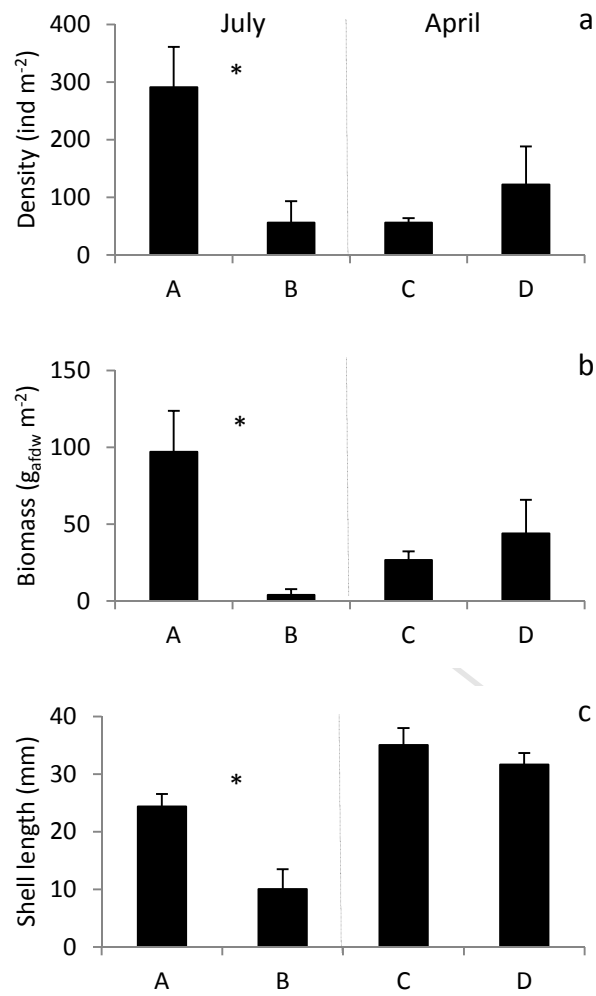 July April a
Density (ind m-2)
400
300
200
100
0
*
A B C D
b
Biomass (gafdw m-2)
150
100
50
0
*
A B C D
c
Shell length (mm)
40
30
20
10
0
*
A B C D